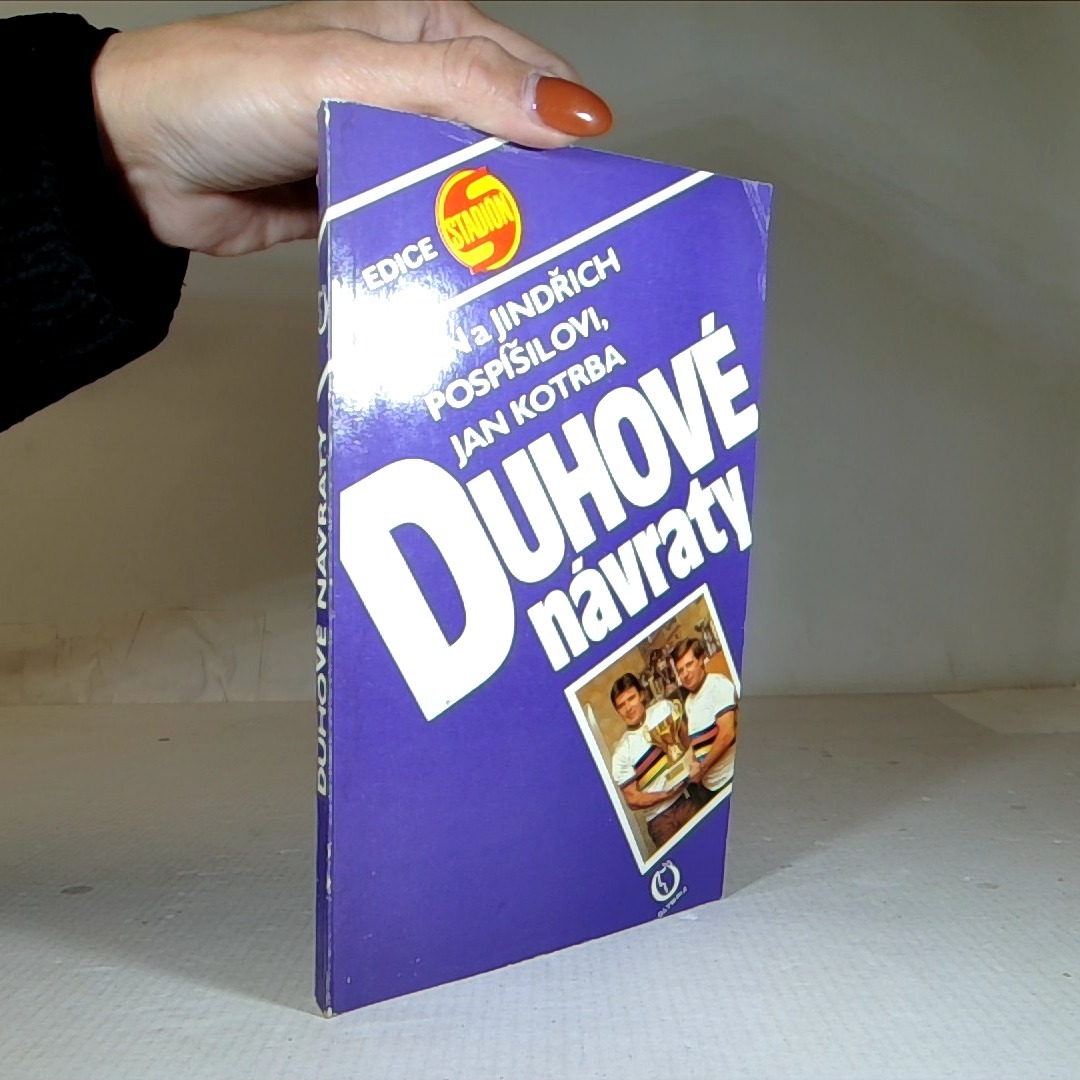 EDICE STADIÓN
a JINDŘICH
POSPÍŠILOVI,
JAN KOTRBA
DUHOVÉ
návraty
DUHOVÉ NÁVRATY